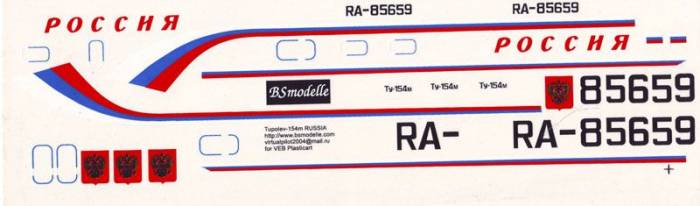 РОССИЯ
RA-85659
RA-85659
РОССИЯ
BSmodelle
Ту-154м
Ту-154м
Ту-154м
85659
Tupolev-154m RUSSIA
http://www.bsmodelle.com
virtualpilot2004@mail.ru
for VEB Plasticart
RA-
RA-85659